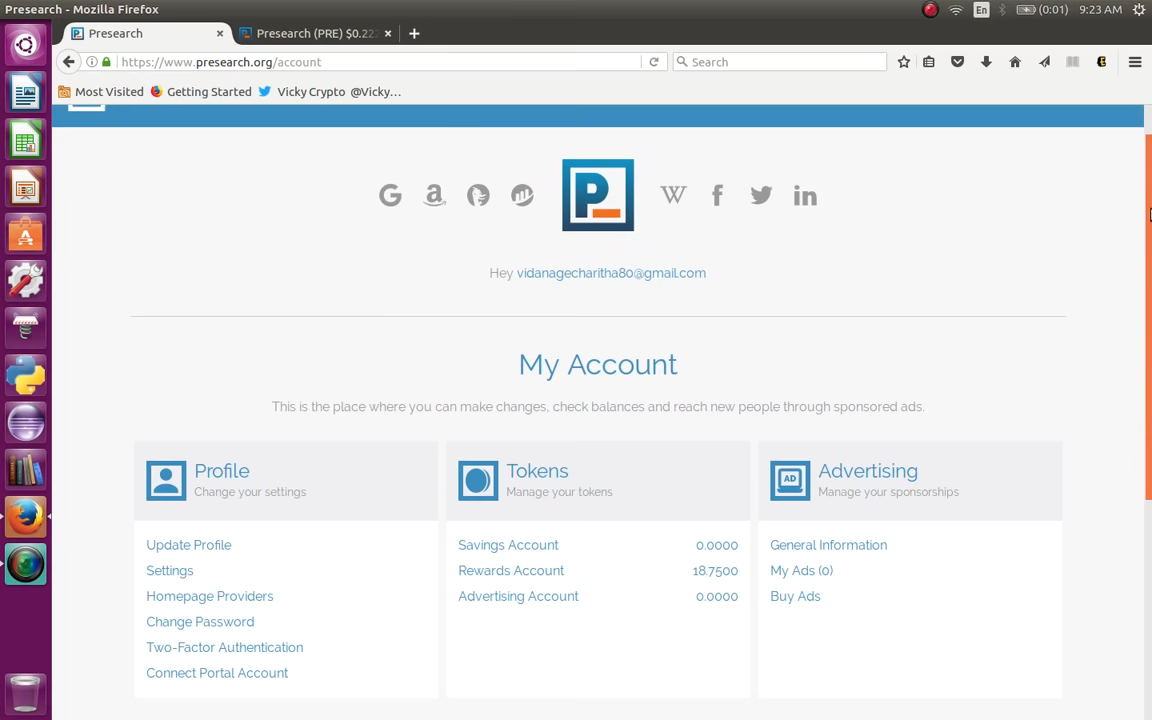 Presearch - Mozilla Firefox
En
(0:01)
9:23 AM
Presearch
Presearch (PRE) $0.222
https://www.presearch.org/account
Search
Most Visited
Getting Started
Vicky Crypto @Vicky...
Hey vidanagecharitha80@gmail.com
My Account
This is the place where you can make changes, check balances and reach new people through sponsored ads.
Profile
Change your settings
Update Profile
Settings
Homepage Providers
Change Password
Two-Factor Authentication
Connect Portal Account
Tokens
Manage your tokens
Savings Account 0.0000
Rewards Account 18.7500
Advertising Account 0.0000
AD
Advertising
Manage your sponsorships
General Information
My Ads (0)
Buy Ads